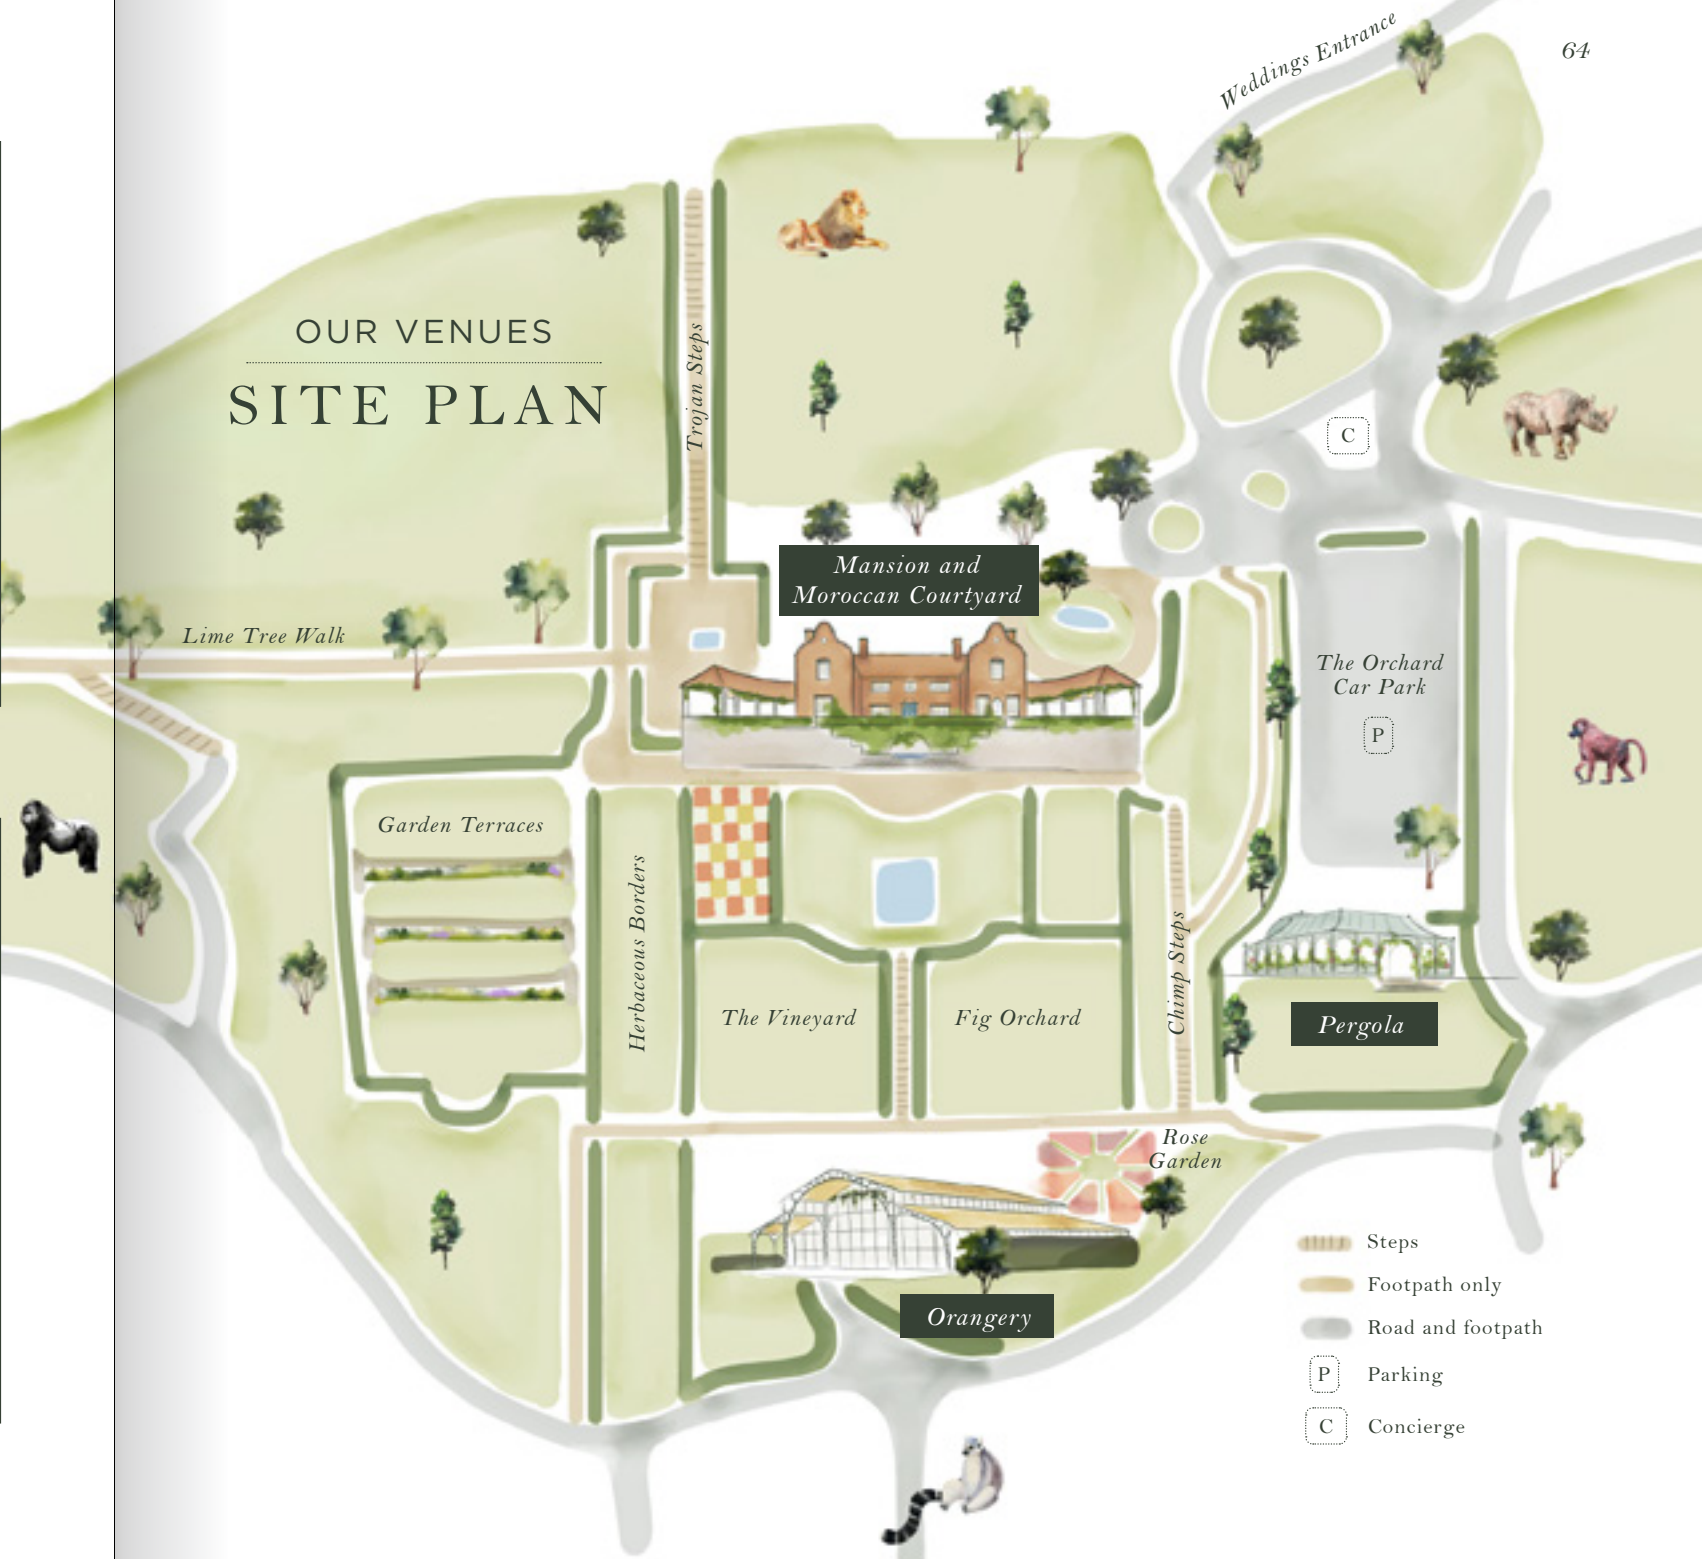 64
Weddings Entrance
OUR VENUES
SITE PLAN
Trojan Steps
C
Mansion and
Moroccan Courtyard
Lime Tree Walk
The Orchard
Car Park
P
Garden Terraces
Herbaceous Borders
The Vineyard
Fig Orchard
Chimp Steps
Pergola
Rose
Garden
Orangery
Steps
Footpath only
Road and footpath
P Parking
C Concierge